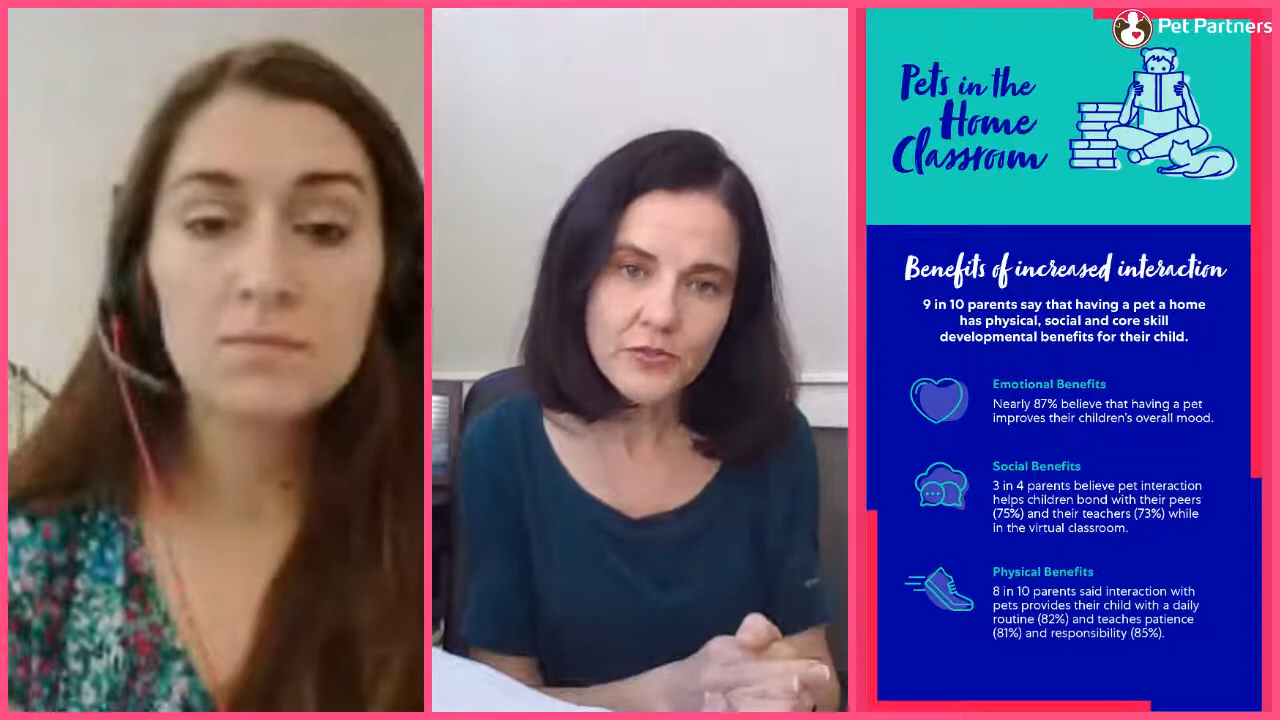 Pet Partners
Pets in the
Home
Classroom
Benefits of increased interaction
9 in 10 parents say that having a pet a home
has physical, social and core skill
developmental benefits for their child.
Emotional Benefits
Nearly 87% believe that having a pet
improves their children's overall mood.
Social Benefits
3 in 4 parents believe pet interaction
helps children bond with their peers
(75%) and their teachers (73%) while
in the virtual classroom.
Physical Benefits
8 in 10 parents said interaction with
pets provides their child with a daily
routine (82%) and teaches patience
(81%) and responsibility (85%).